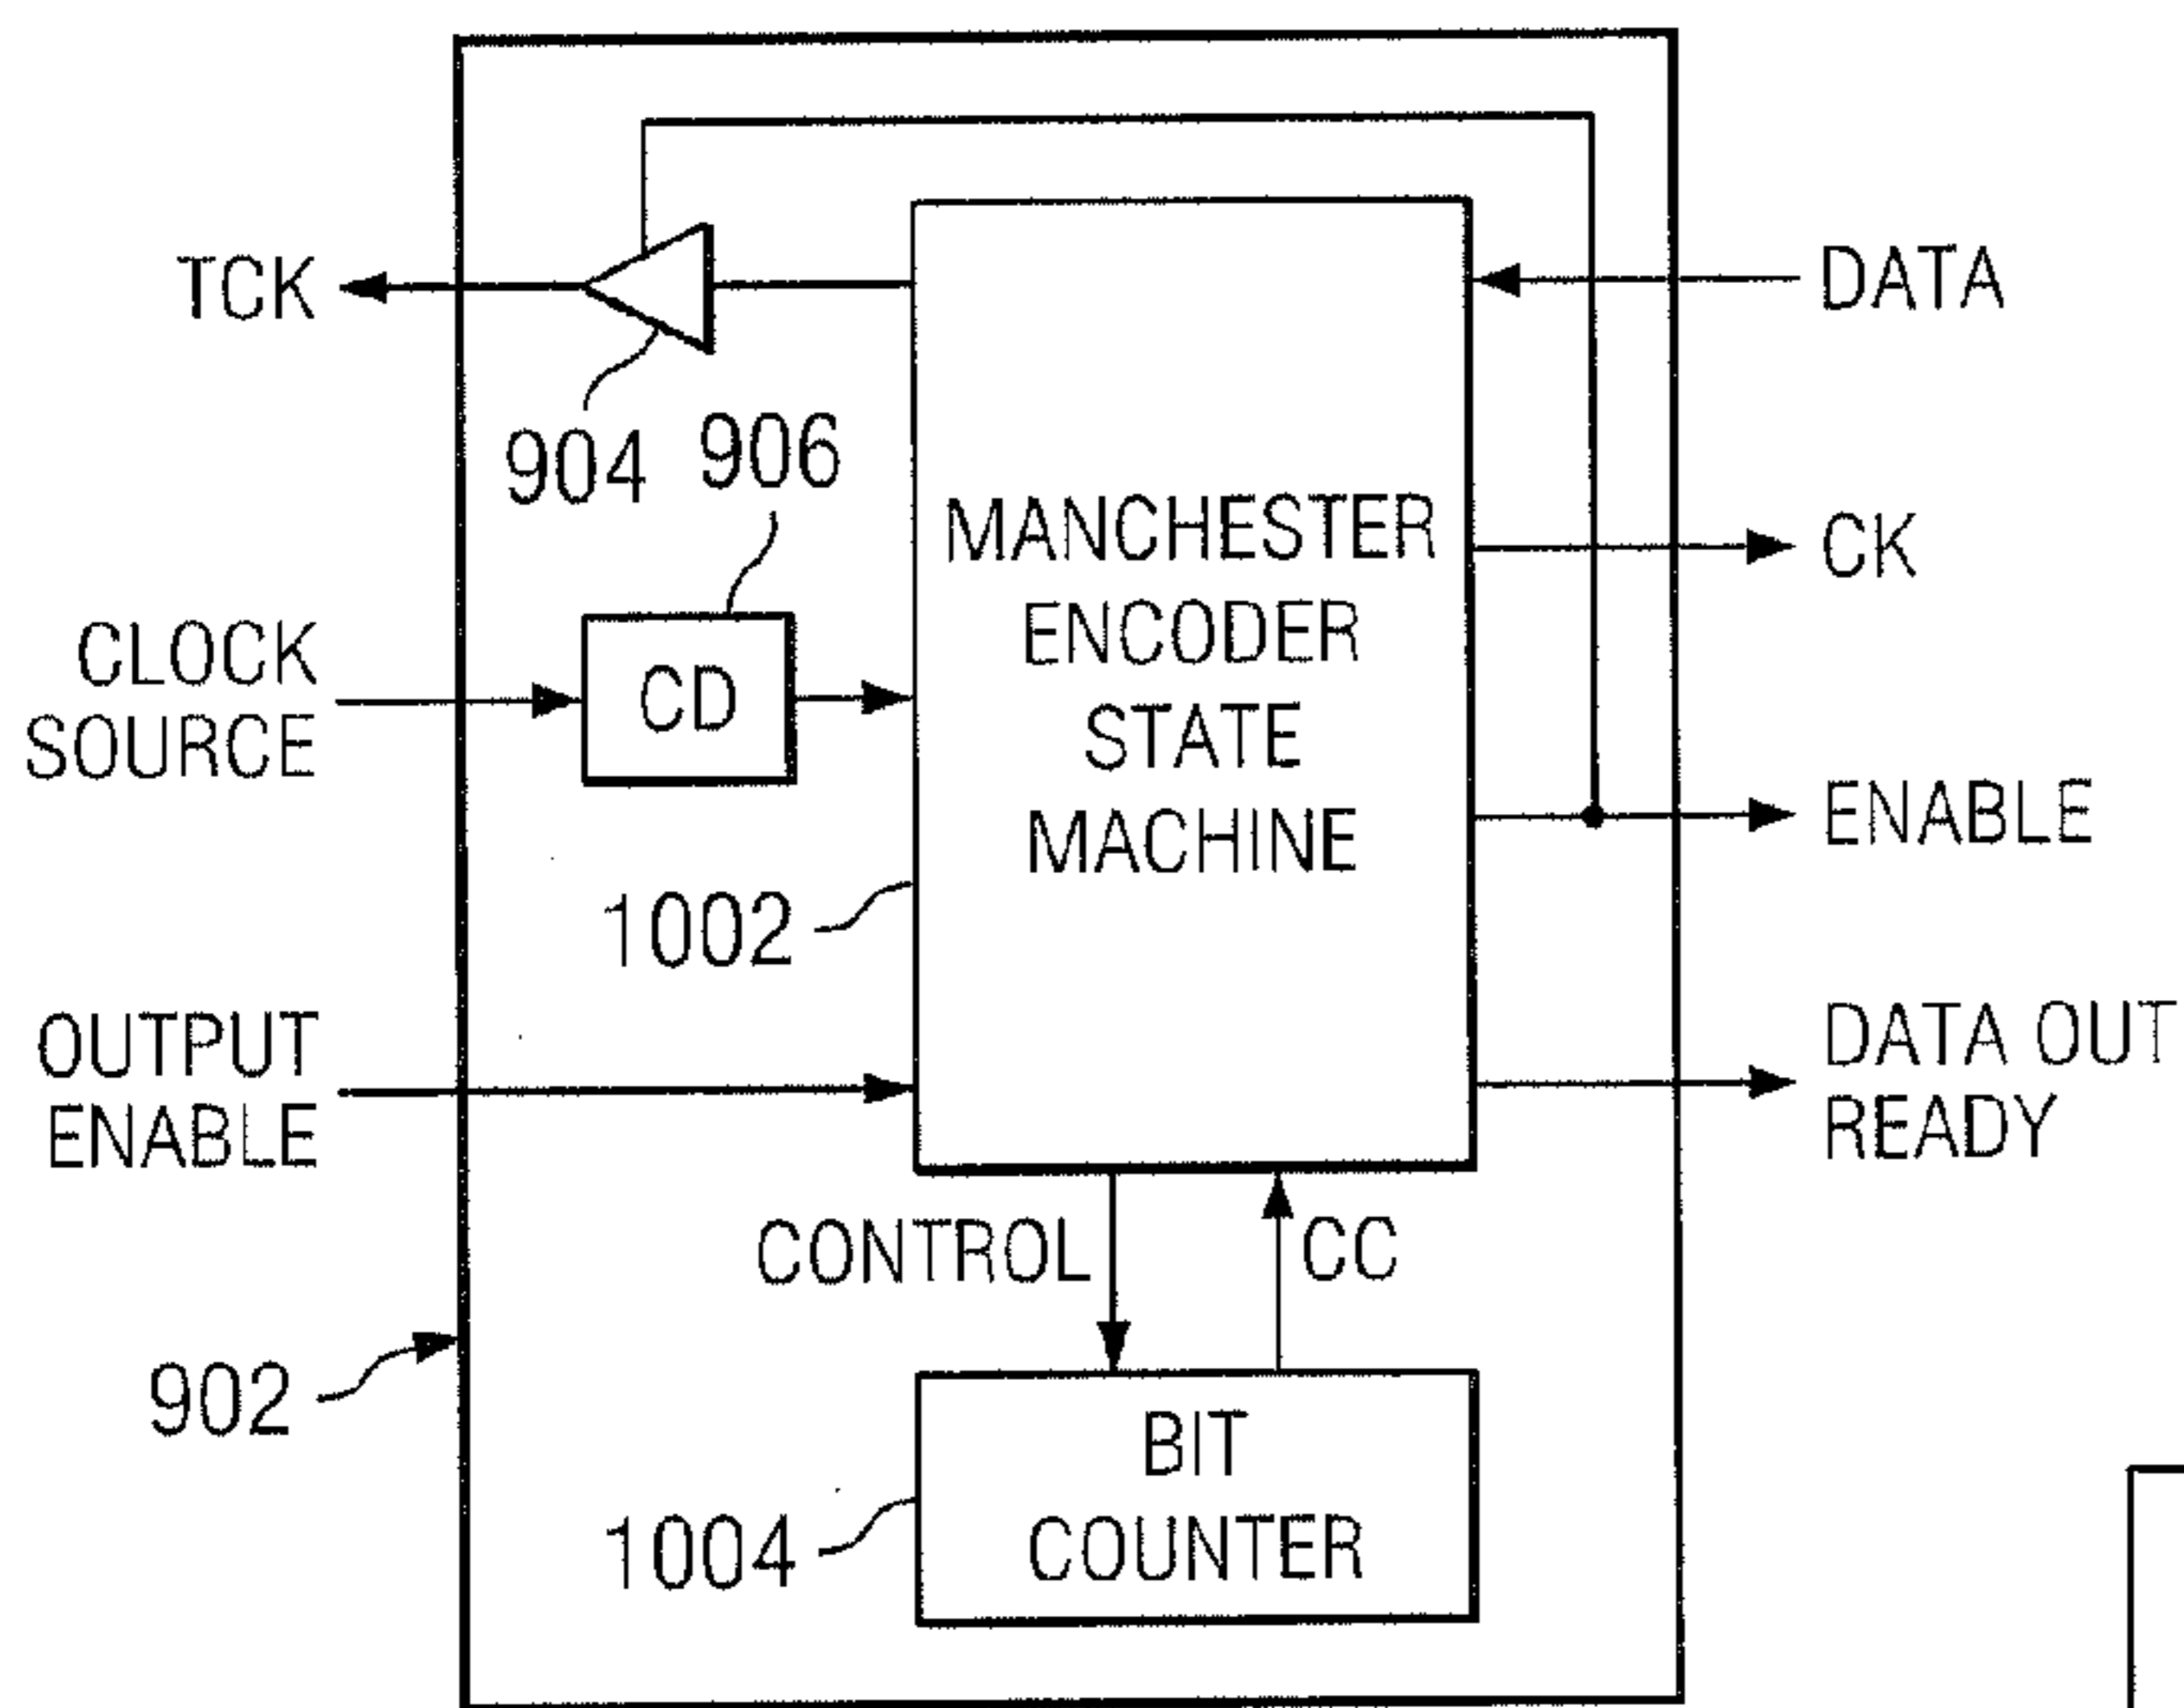 TCK
904
906
CLOCK
SOURCE
CD
OUTPUT
ENABLE
902
MANCHESTER
ENCODER
STATE
MACHINE
1002
CONTROL
CC
BIT
COUNTER
1004
DATA
CK
ENABLE
DATA OUT
READY